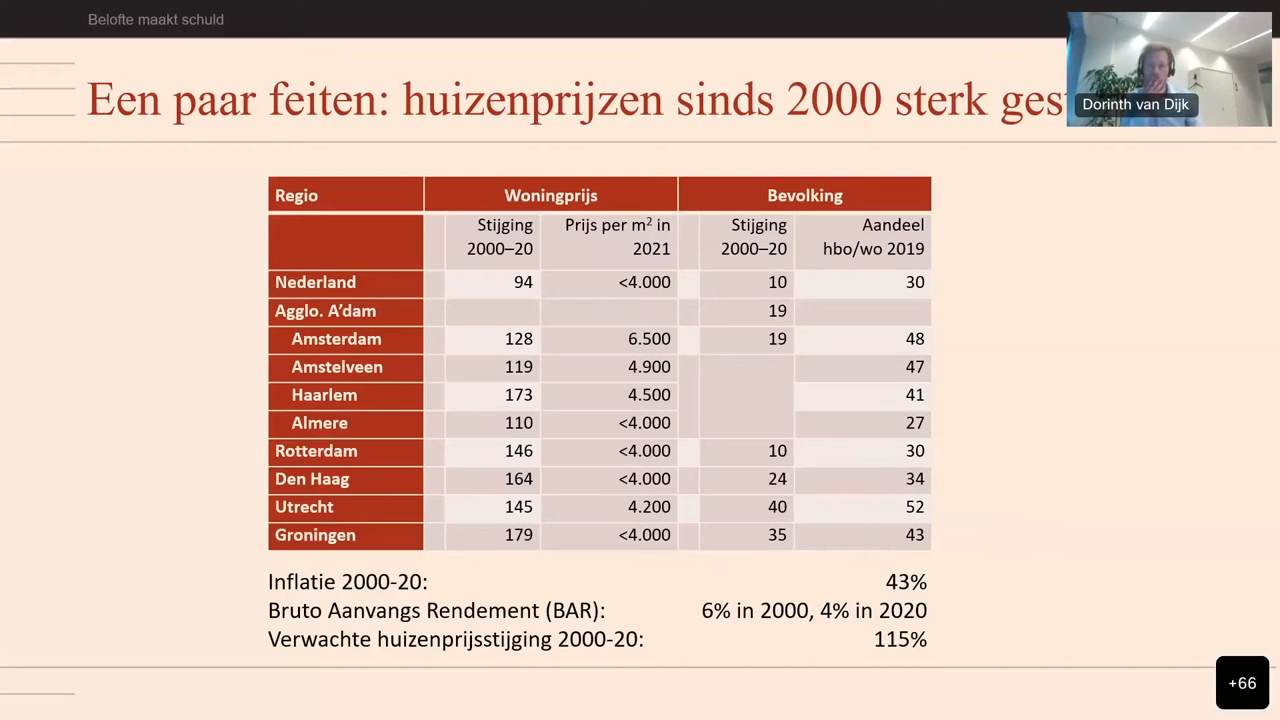 Belofte maakt schuld
Een paar feiten: huizenprijzen sinds 2000 sterk ges
Dorinth van Dijk
Regio Woningprijs Bevolking
Stijging 2000–20 Prijs per m² in 2021 Stijging 2000–20 Aandeel hbo/wo 2019
Nederland 94 <4.000 10 30
Agglo. A’dam 19
Amsterdam 128 6.500 19 48
Amstelveen 119 4.900 47
Haarlem 173 4.500 41
Almere 110 <4.000 27
Rotterdam 146 <4.000 10 30
Den Haag 164 <4.000 24 34
Utrecht 145 4.200 40 52
Groningen 179 <4.000 35 43
Inflatie 2000-20: 43%
Bruto Aanvangs Rendement (BAR): 6% in 2000, 4% in 2020
Verwachte huizenprijsstijging 2000-20: 115%
+66